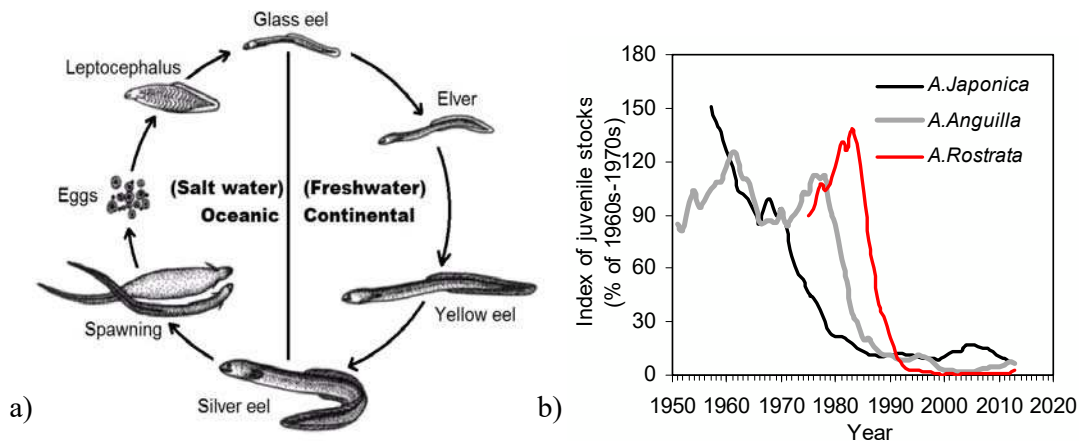 Glass eel
Leptocephalus
Elver
Eggs
(Salt water)
Oceanic
(Freshwater)
Continental
Yellow eel
Spawning
Silver eel
a)
180
150
120
90
60
30
0
Index of juvenile stocks
(% of 1960s-1970s)
A.Japonica
A.Anguilla
A.Rostrata
1950 1960 1970 1980 1990 2000 2010 2020
Year
b)